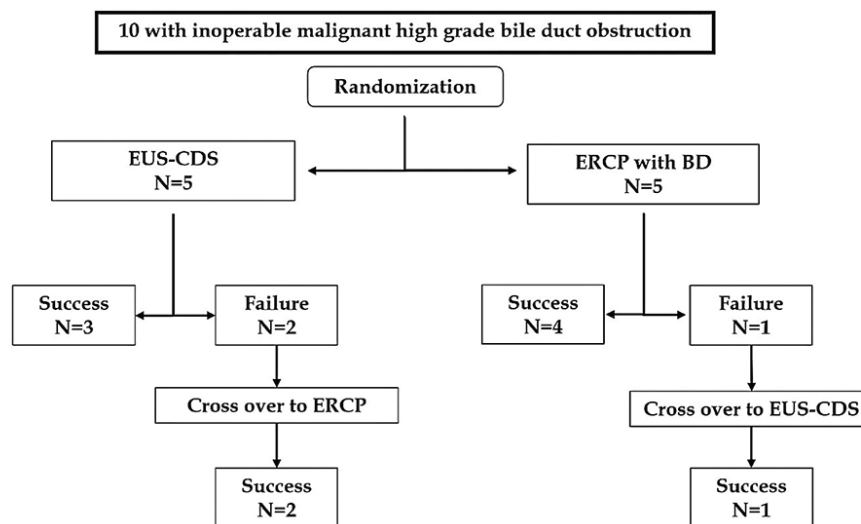 10 with inoperable malignant high grade bile duct obstruction
Randomization
EUS-CDS
N=5
ERCP with BD
N=5
Success
N=3
Failure
N=2
Success
N=4
Failure
N=1
Cross over to ERCP
Cross over to EUS-CDS
Success
N=2
Success
N=1